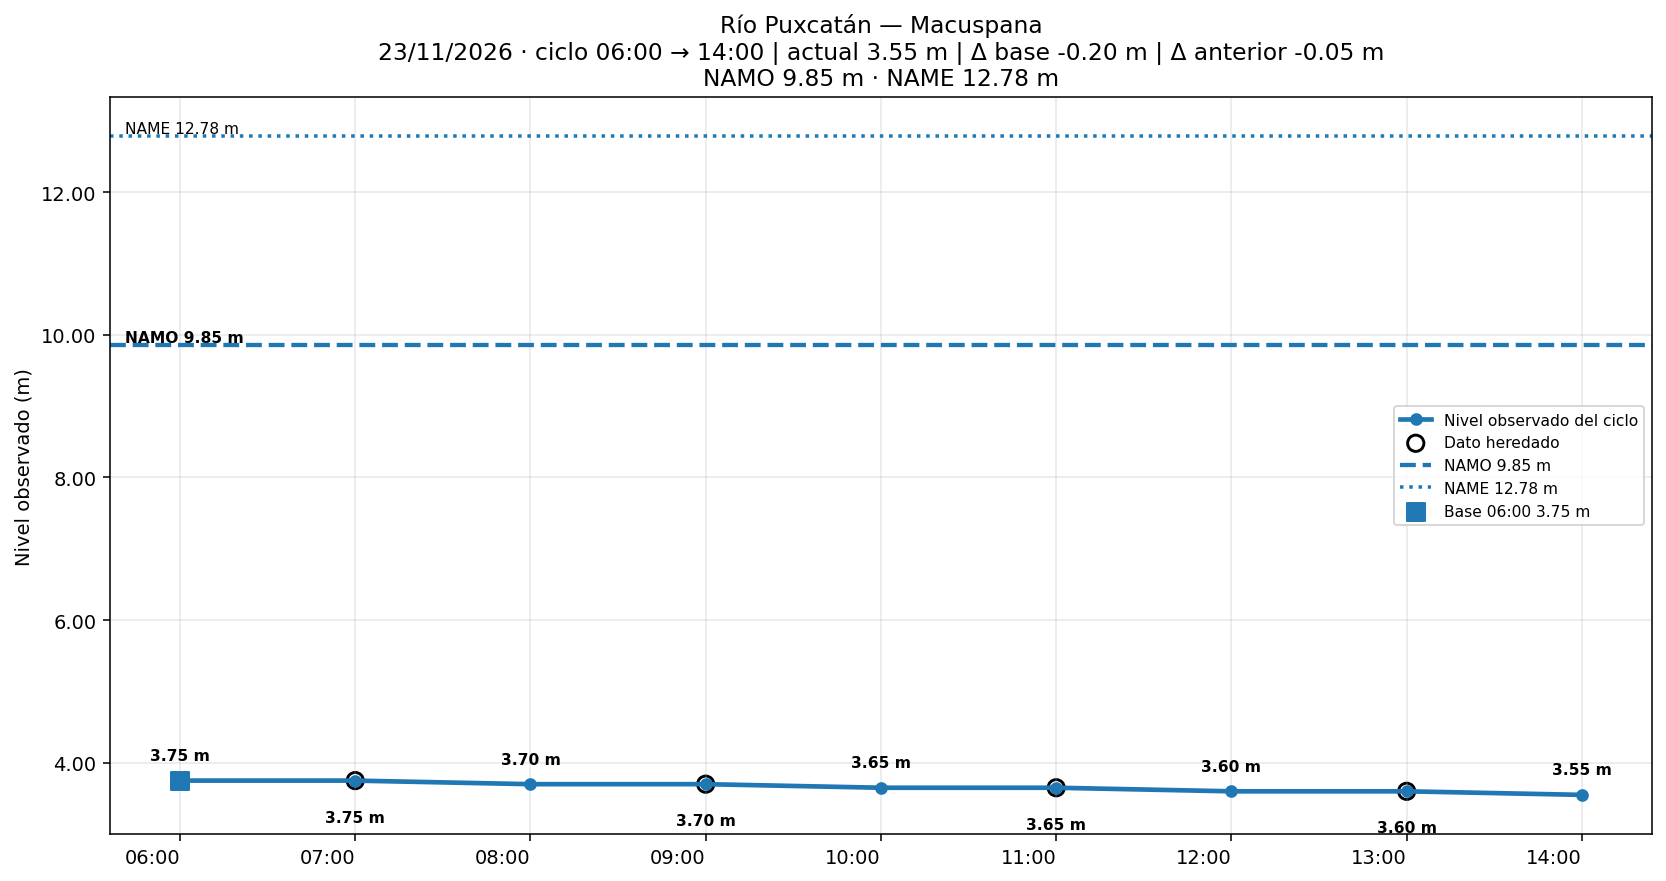 Río Puxcatán — Macuspana
23/11/2026 · ciclo 06:00 → 14:00 | actual 3.55 m | Δ base -0.20 m | Δ anterior -0.05 m
NAMO 9.85 m · NAME 12.78 m
NAME 12.78 m
12.00
NAMO 9.85 m
10.00
Nivel observado (m)
8.00
6.00
4.00
Nivel observado del ciclo
Dato heredado
NAMO 9.85 m
NAME 12.78 m
Base 06:00 3.75 m
3.75 m
3.75 m
3.70 m
3.70 m
3.65 m
3.65 m
3.60 m
3.60 m
3.55 m
06:00
07:00
08:00
09:00
10:00
11:00
12:00
13:00
14:00